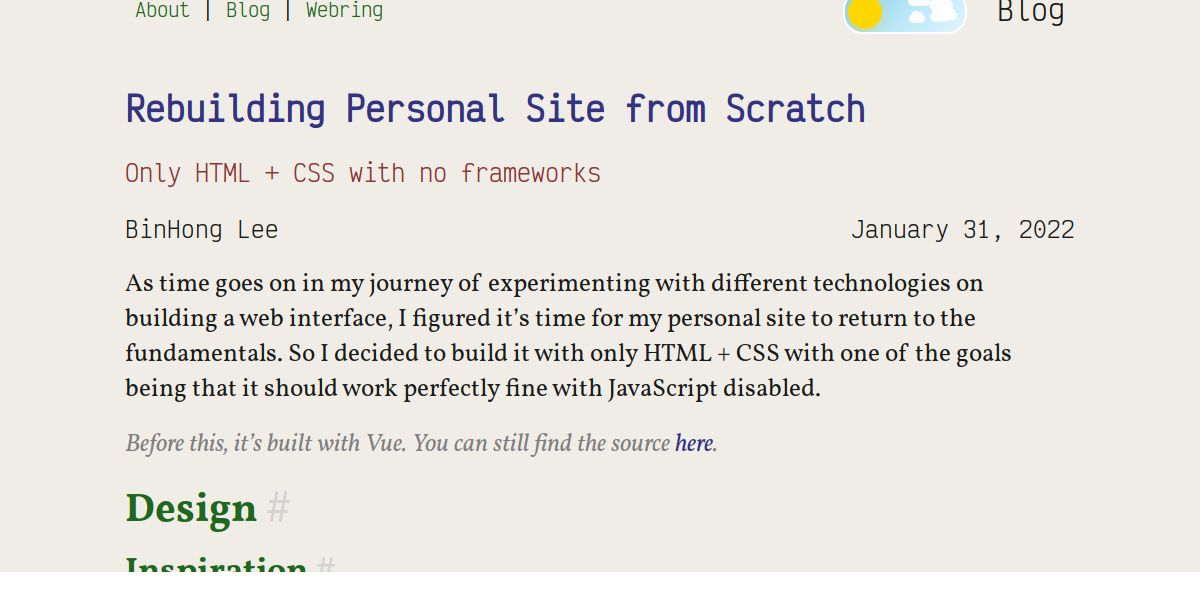 About | Blog | Webring
Blog
Rebuilding Personal Site from Scratch
Only HTML + CSS with no frameworks
BinHong Lee
January 31, 2022
As time goes on in my journey of experimenting with different technologies on
building a web interface, I figured it's time for my personal site to return to the
fundamentals. So I decided to build it with only HTML + CSS with one of the goals
being that it should work perfectly fine with JavaScript disabled.
Before this, it's built with Vue. You can still find the source here.
Design #
Inspiration #